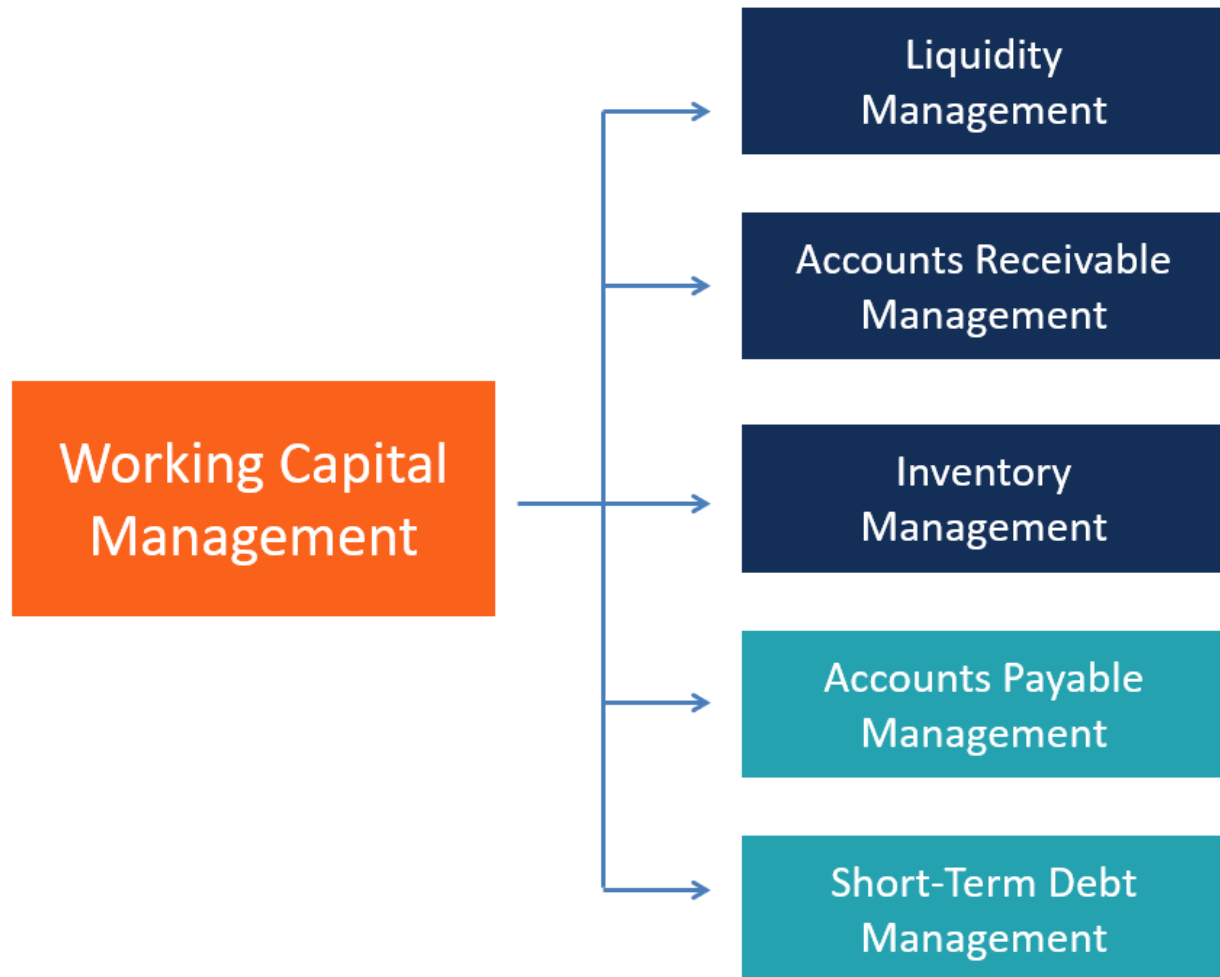 Liquidity
Management
Accounts Receivable
Management
Working Capital
Management
Inventory
Management
Accounts Payable
Management
Short-Term Debt
Management